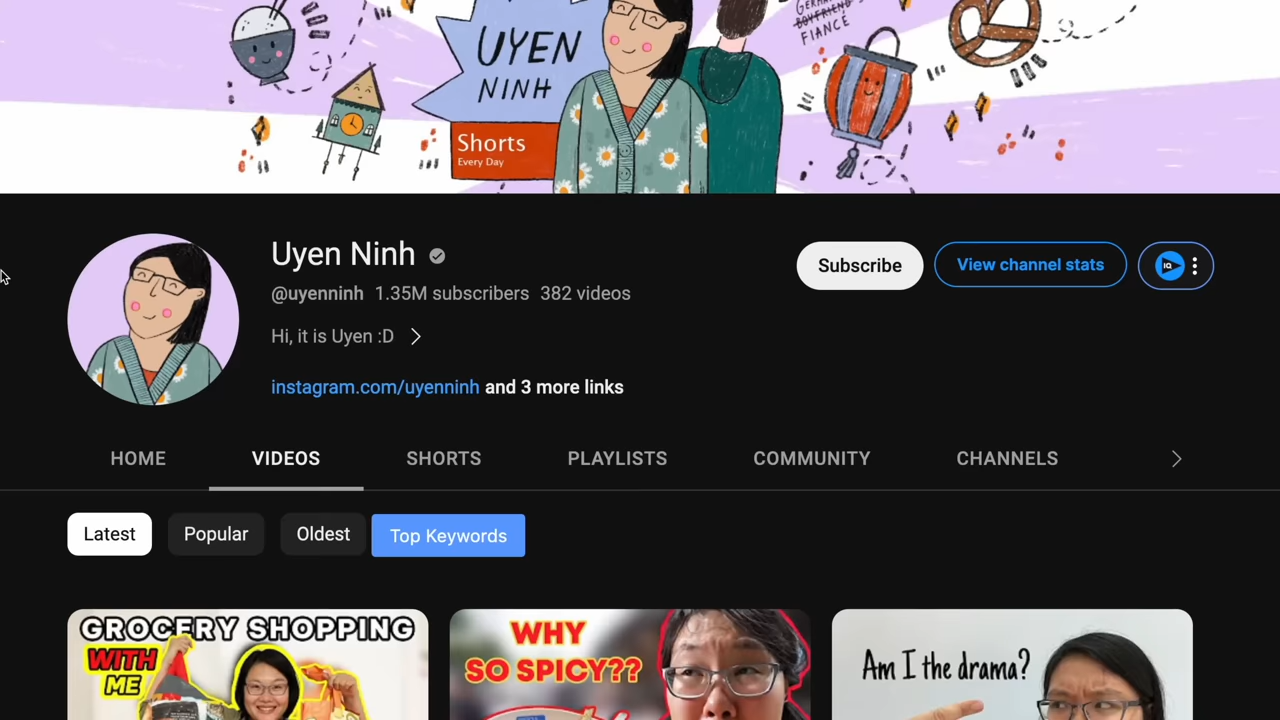 GERMAN
BOYFRIEND
FIANCÉ
UYEN
NINH
Shorts
Every Day
Uyen Ninh
@uyenninh 1.35M subscribers 382 videos
Hi, it is Uyen :D
instagram.com/uyenninh and 3 more links
Subscribe
View channel stats
IQ
HOME VIDEOS SHORTS PLAYLISTS COMMUNITY CHANNELS
Latest Popular Oldest Top Keywords
GROCERY SHOPPING
WITH
ME
WHY
SO SPICY??
Am I the drama?